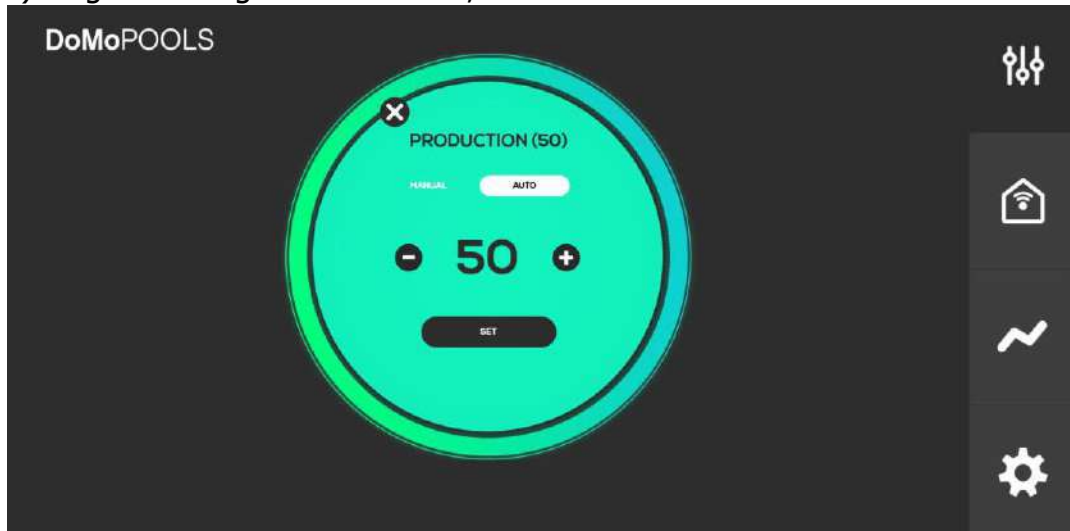 DoMoPOOLS
PRODUCTION (50)
MANUAL AUTO
- 50 +
SET